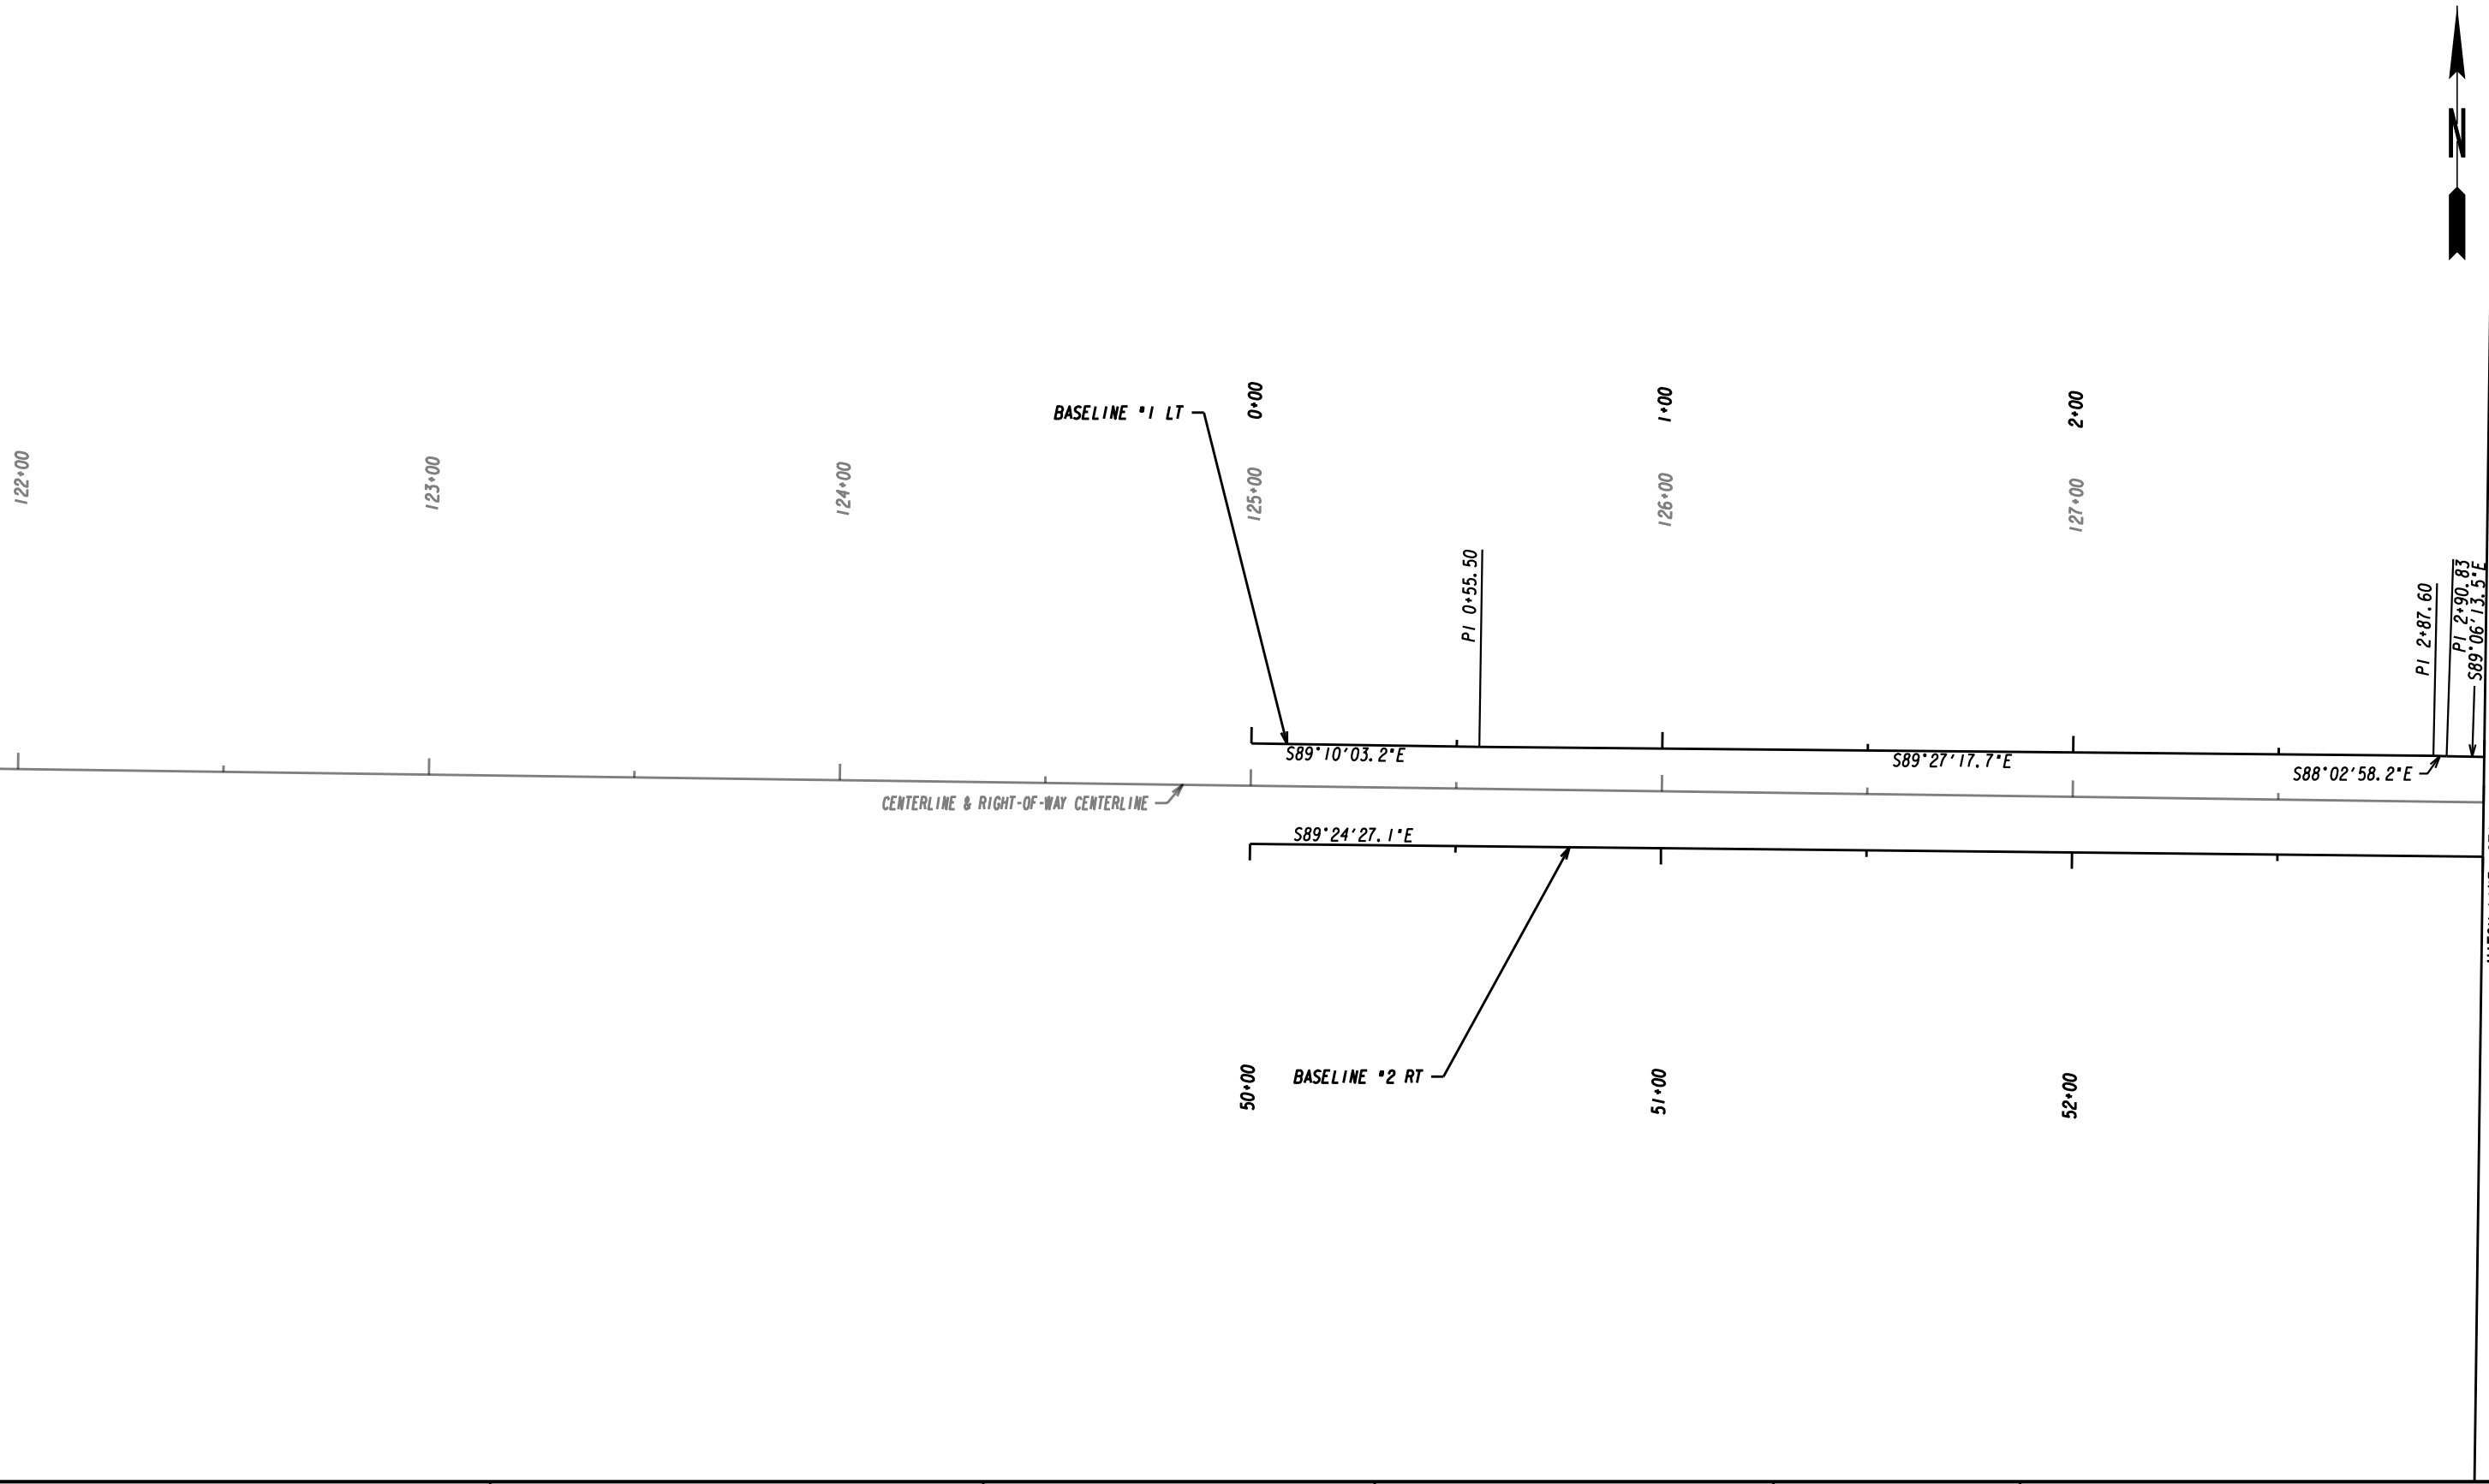 N
BASELINE #1 LT
0+00
1+00
2+00
122+00
123+00
124+00
125+00
126+00
127+00
PI 0+55.50
PI 2+87.60
PI 2+90.83
S89°06'13.5"E
S89°10'03.2"E
S89°27'17.7"E
S88°02'58.2"E
CENTERLINE & RIGHT-OF-WAY CENTERLINE
S89°24'27.1"E
BASELINE #2 RT
50+00
51+00
52+00